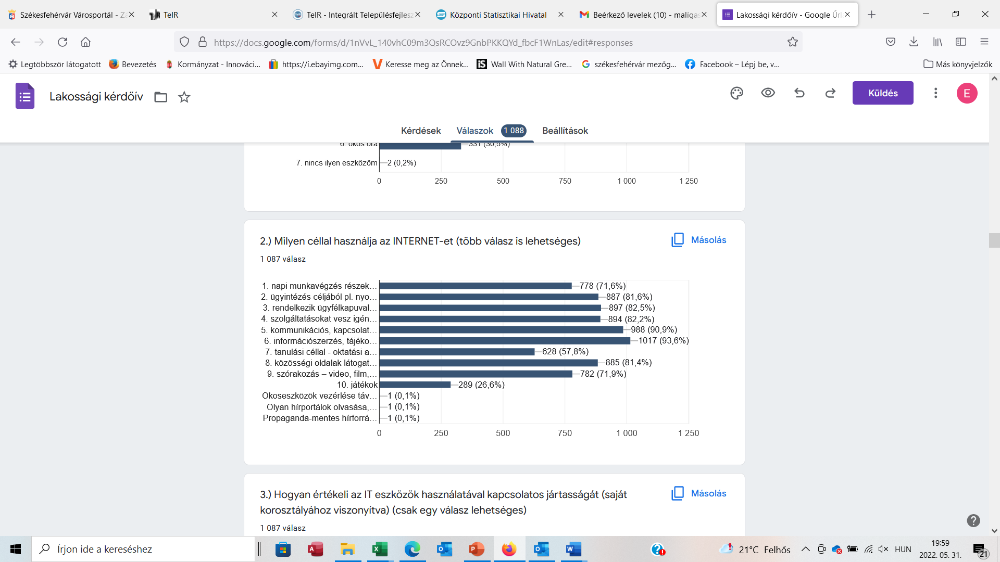 Székesfehérvár Városportál - Zá
TeIR
TeIR - Integrált Településfejlesz
Központi Statisztikai Hivatal
Beérkező levelek (10) - maligas
Lakossági kérdőív - Google Űrl
https://docs.google.com/forms/d/1nVvL_140vhC09m3QsRCOvz9GnbPKKQYd_fbcF1WnLas/edit#responses
Legtöbbször látogatott
Bevezetés
Kormányzat - Innováci...
https://i.ebayimg.com...
Keresse meg az Önnek...
Wall With Natural Gre...
székesfehérvár mezőg...
Facebook – Lépj be, v...
Más könyvjelzők
Lakossági kérdőív
Küldés
E
Kérdések
Válaszok 1 088
Beállítások
6. okos óra 331 (30,5%)
7. nincs ilyen eszközöm 2 (0,2%)
0 250 500 750 1 000 1 250
2.) Milyen céllal használja az INTERNET-et (több válasz is lehetséges)
Másolás
1 087 válasz
1. napi munkavégzés részek… 778 (71,6%)
2. ügyintézés céljából pl. nyo… 887 (81,6%)
3. rendelkezik ügyfélkapuval… 897 (82,5%)
4. szolgáltatásokat vesz igén… 894 (82,2%)
5. kommunikációs, kapcsolat… 988 (90,9%)
6. információszerzés, tájéko… 1017 (93,6%)
7. tanulási céllal - oktatási a… 628 (57,8%)
8. közösségi oldalak látogat… 885 (81,4%)
9. szórakozás – video, film,… 782 (71,9%)
10. játékok 289 (26,6%)
Okoseszközök vezérlése táv… 1 (0,1%)
Olyan hírportálok olvasása,… 1 (0,1%)
Propaganda-mentes hírforrá… 1 (0,1%)
0 250 500 750 1 000 1 250
3.) Hogyan értékeli az IT eszközök használatával kapcsolatos jártasságát (saját
korosztályához viszonyítva) (csak egy válasz lehetséges)
Másolás
1 087 válasz
Írjon ide a kereséshez
21°C Felhős
HUN
19:59
2022. 05. 31.
21